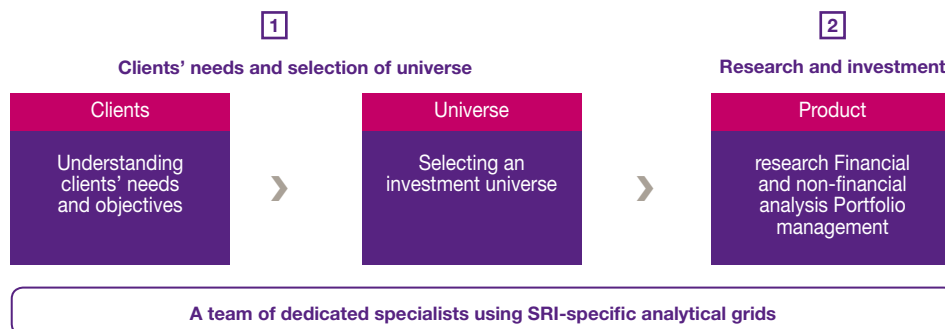 1
Clients' needs and selection of universe
Clients
Understanding
clients' needs
and objectives
Universe
Selecting an
investment universe
2
Research and investment
Product
research Financial
and non-financial
analysis Portfolio
management
A team of dedicated specialists using SRI-specific analytical grids